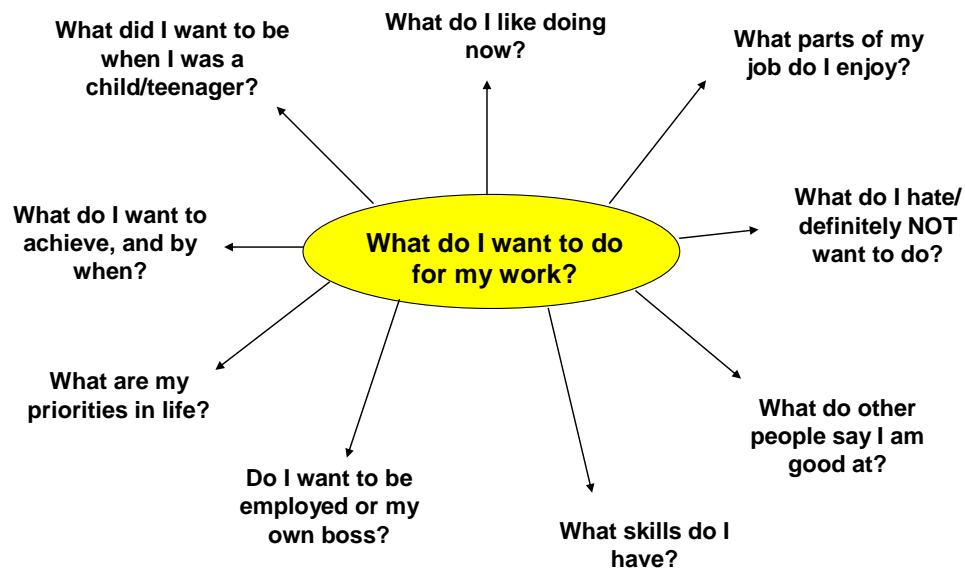 What did I want to be
when I was a
child/teenager?
What do I like doing
now?
What parts of my
job do I enjoy?
What do I want to
achieve, and by
when?
What do I want to do
for my work?
What do I hate/
definitely NOT
want to do?
What are my
priorities in life?
What do other
people say I am
good at?
Do I want to be
employed or my
own boss?
What skills do I
have?